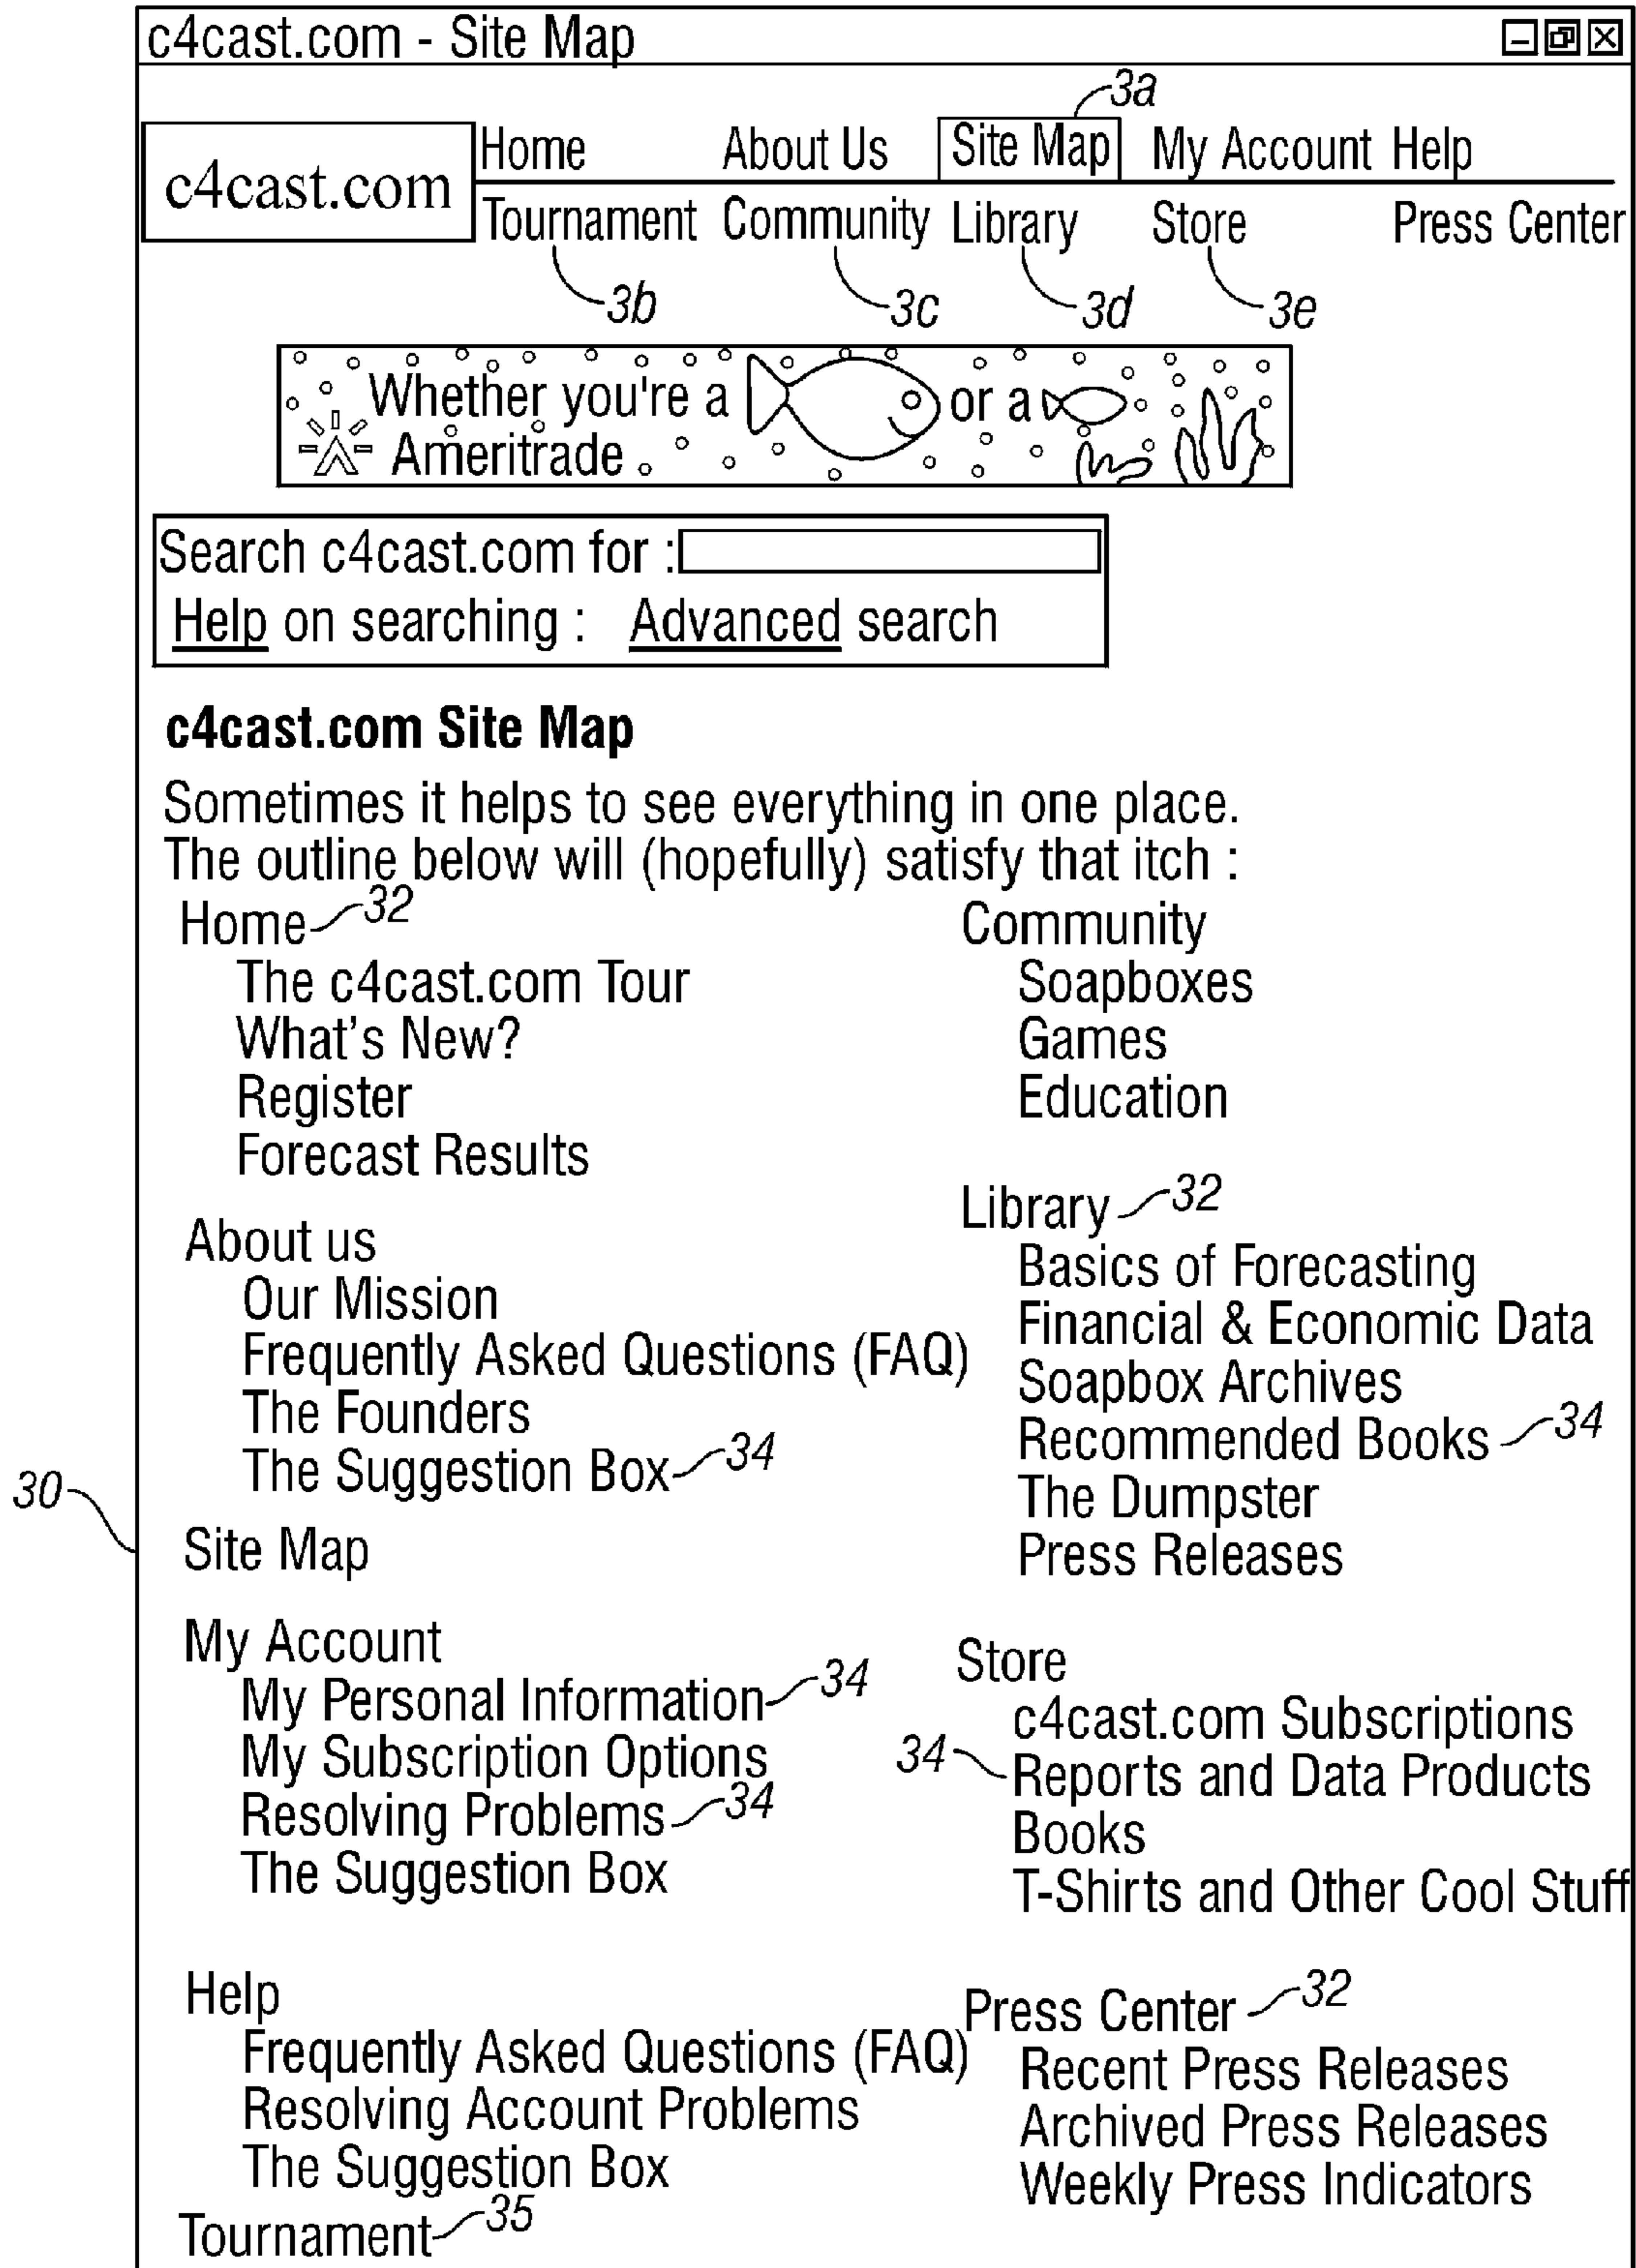 c4cast.com - Site Map
3a
c4cast.com
Home About Us Site Map My Account Help
Tournament Community Library Store Press Center
3b 3c 3d 3e
Whether you're a or a
Ameritrade
Search c4cast.com for :
Help on searching : Advanced search
c4cast.com Site Map
Sometimes it helps to see everything in one place.
The outline below will (hopefully) satisfy that itch :
Home 32
The c4cast.com Tour
What's New?
Register
Forecast Results
About us
Our Mission
Frequently Asked Questions (FAQ)
The Founders
The Suggestion Box 34
30
Site Map
My Account
My Personal Information 34
My Subscription Options
Resolving Problems 34
The Suggestion Box
Help
Frequently Asked Questions (FAQ)
Resolving Account Problems
The Suggestion Box
Tournament 35
Community
Soapboxes
Games
Education
Library 32
Basics of Forecasting
Financial & Economic Data
Soapbox Archives
Recommended Books 34
The Dumpster
Press Releases
Store
c4cast.com Subscriptions
34 Reports and Data Products
Books
T-Shirts and Other Cool Stuff
Press Center 32
Recent Press Releases
Archived Press Releases
Weekly Press Indicators